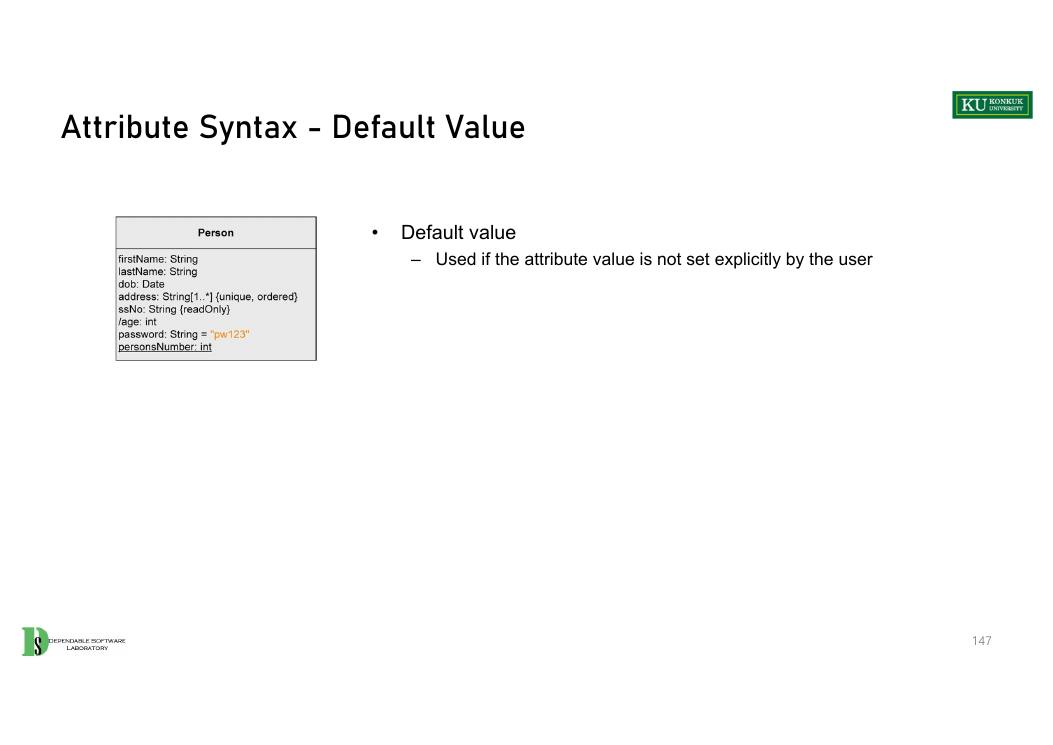 KU KONKUK
UNIVERSITY
Attribute Syntax - Default Value
Person
firstName: String
lastName: String
dob: Date
address: String[1..*] {unique, ordered}
ssNo: String {readOnly}
/age: int
password: String = "pw123"
personsNumber: int
• Default value
– Used if the attribute value is not set explicitly by the user
DS DEPENDABLE SOFTWARE
LABORATORY
147